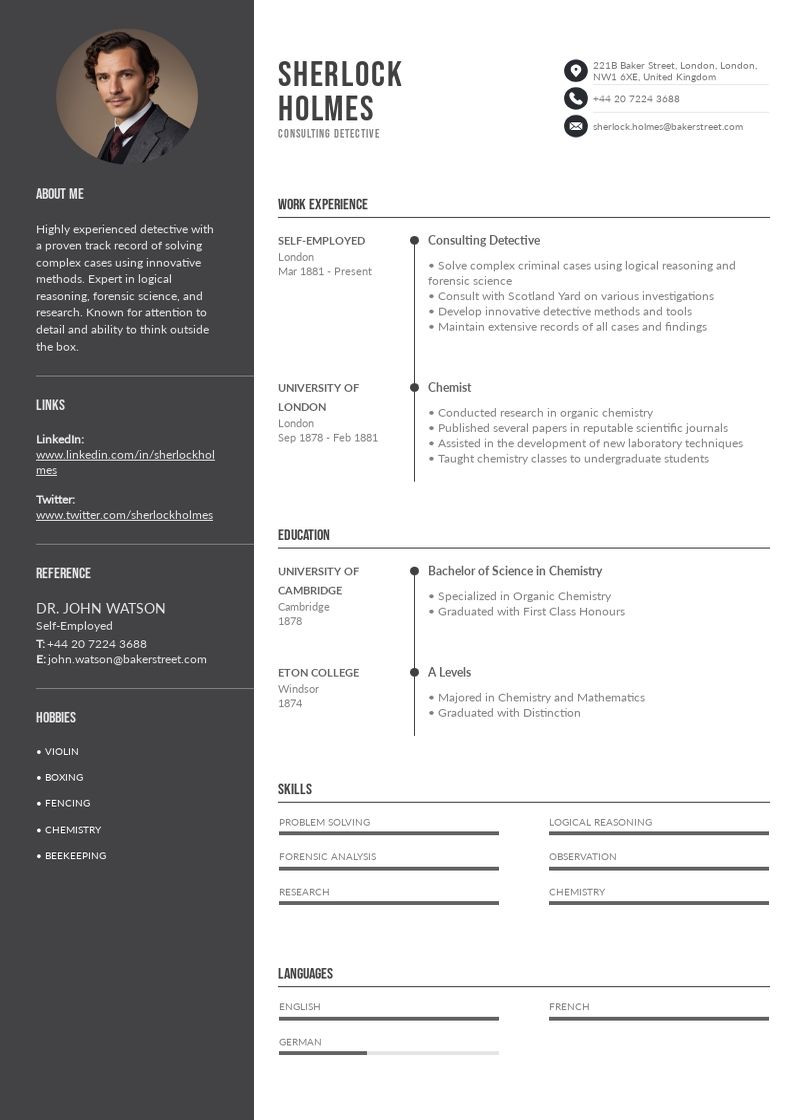 ABOUT ME
Highly experienced detective with
a proven track record of solving
complex cases using innovative
methods. Expert in logical
reasoning, forensic science, and
research. Known for attention to
detail and ability to think outside
the box.
LINKS
LinkedIn:
www.linkedin.com/in/sherlockhol
mes
Twitter:
www.twitter.com/sherlockholmes
REFERENCE
DR. JOHN WATSON
Self-Employed
T: +44 20 7224 3688
E: john.watson@bakerstreet.com
HOBBIES
• VIOLIN
• BOXING
• FENCING
• CHEMISTRY
• BEEKEEPING
SHERLOCK
HOLMES
CONSULTING DETECTIVE
221B Baker Street, London, London,
NW1 6XE, United Kingdom
+44 20 7224 3688
sherlock.holmes@bakerstreet.com
WORK EXPERIENCE
SELF-EMPLOYED
London
Mar 1881 - Present
Consulting Detective
• Solve complex criminal cases using logical reasoning and
forensic science
• Consult with Scotland Yard on various investigations
• Develop innovative detective methods and tools
• Maintain extensive records of all cases and findings
UNIVERSITY OF
LONDON
London
Sep 1878 - Feb 1881
Chemist
• Conducted research in organic chemistry
• Published several papers in reputable scientific journals
• Assisted in the development of new laboratory techniques
• Taught chemistry classes to undergraduate students
EDUCATION
UNIVERSITY OF
CAMBRIDGE
Cambridge
1878
Bachelor of Science in Chemistry
• Specialized in Organic Chemistry
• Graduated with First Class Honours
ETON COLLEGE
Windsor
1874
A Levels
• Majored in Chemistry and Mathematics
• Graduated with Distinction
SKILLS
PROBLEM SOLVING
LOGICAL REASONING
FORENSIC ANALYSIS
OBSERVATION
RESEARCH
CHEMISTRY
LANGUAGES
ENGLISH
FRENCH
GERMAN